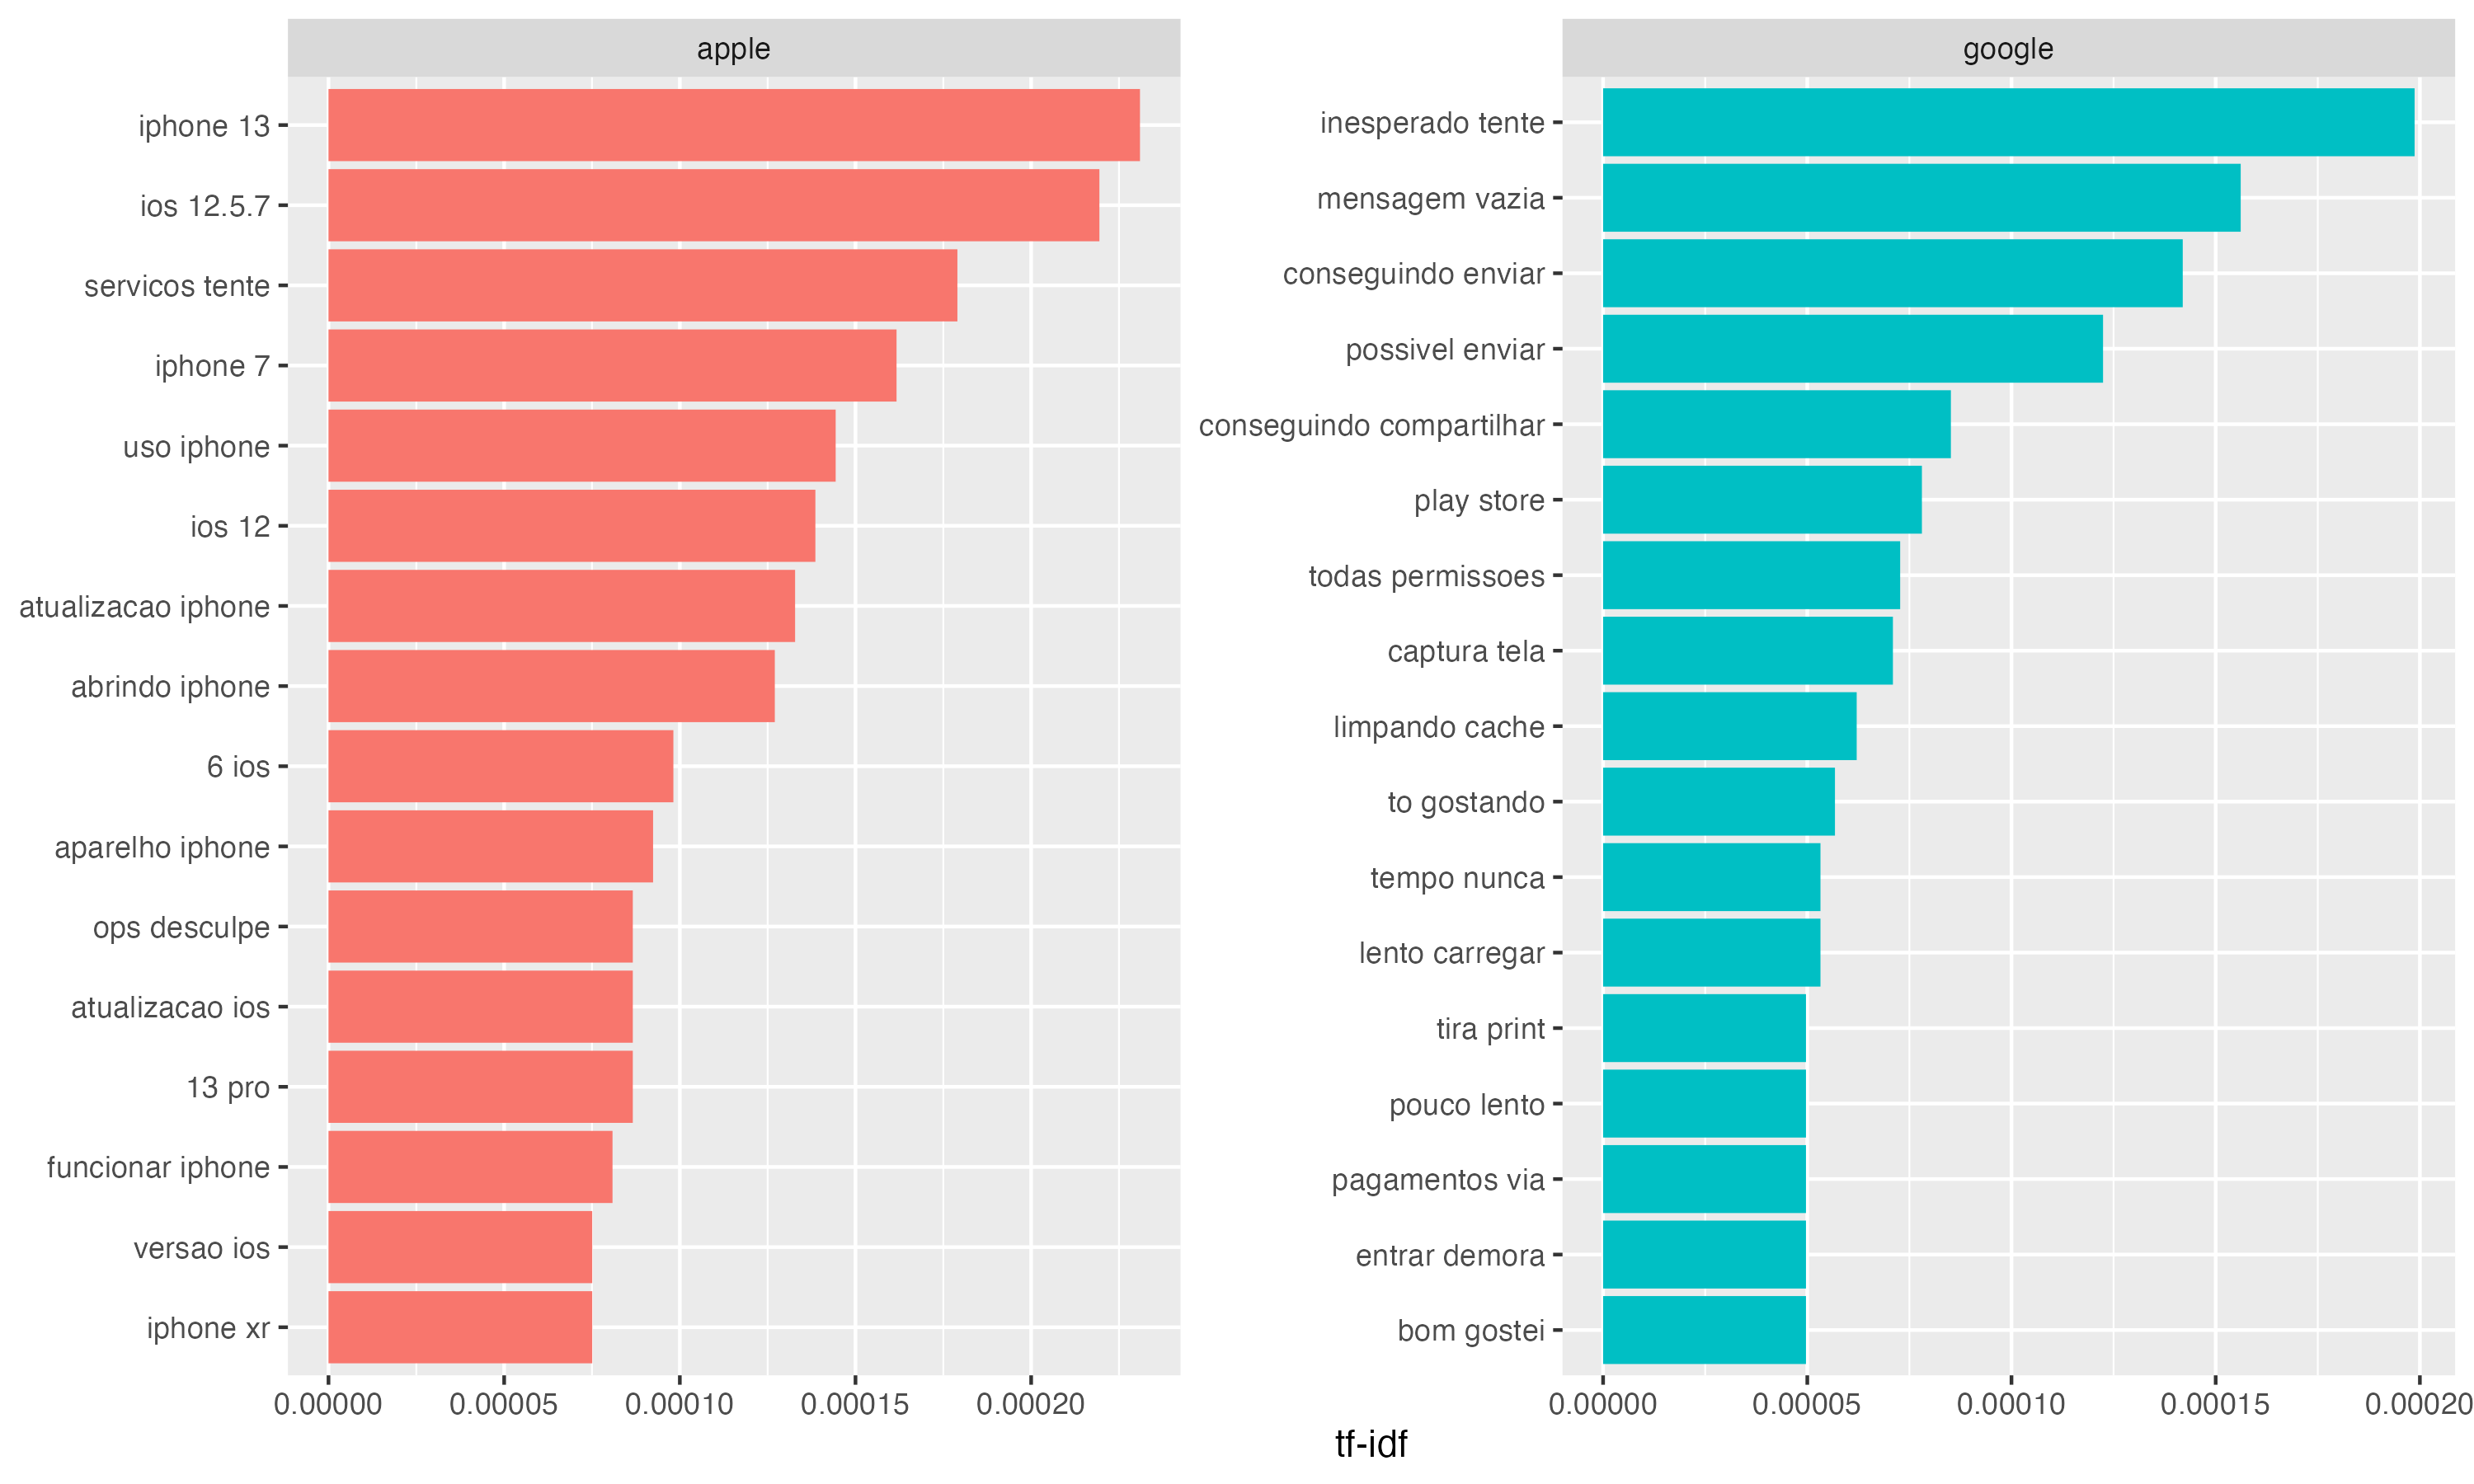 apple
iphone 13
ios 12.5.7
servicos tente
iphone 7
uso iphone
ios 12
atualizacao iphone
abrindo iphone
6 ios
aparelho iphone
ops desculpe
atualizacao ios
13 pro
funcionar iphone
versao ios
iphone xr
0.00000 0.00005 0.00010 0.00015 0.00020
google
inesperado tente
mensagem vazia
conseguindo enviar
possivel enviar
conseguindo compartilhar
play store
todas permissoes
captura tela
limpando cache
to gostando
tempo nunca
lento carregar
tira print
pouco lento
pagamentos via
entrar demora
bom gostei
0.00000 0.00005 0.00010 0.00015 0.00020
tf-idf